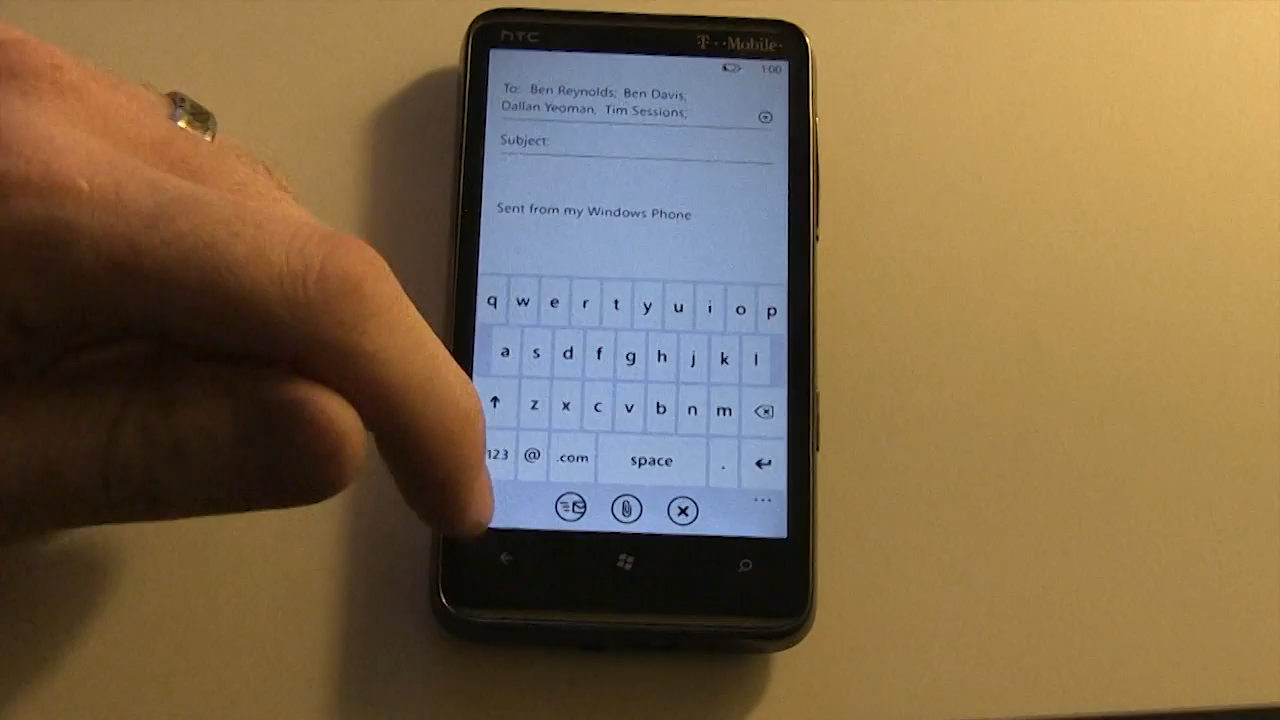 hTC
T··Mobile·
1:00
To: Ben Reynolds; Ben Davis;
Dallan Yeoman, Tim Sessions;
Subject:
Sent from my Windows Phone
q w e r t y u i o p
a s d f g h j k l
z x c v b n m
123 @ .com space .